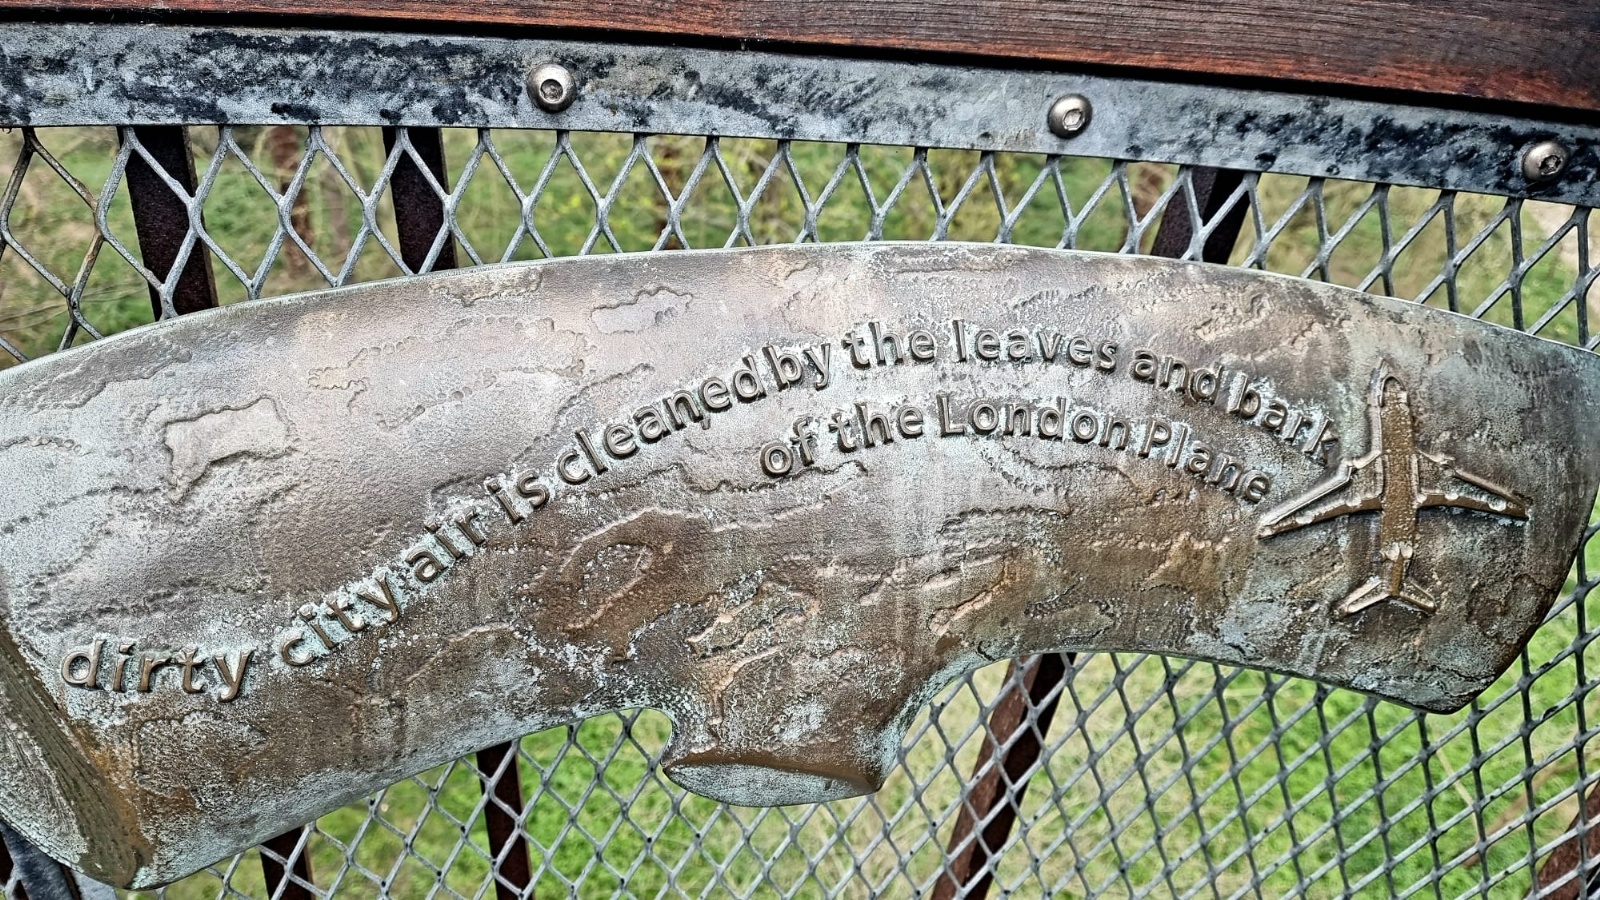 dirty city air is cleaned by the leaves and bark
of the London Plane